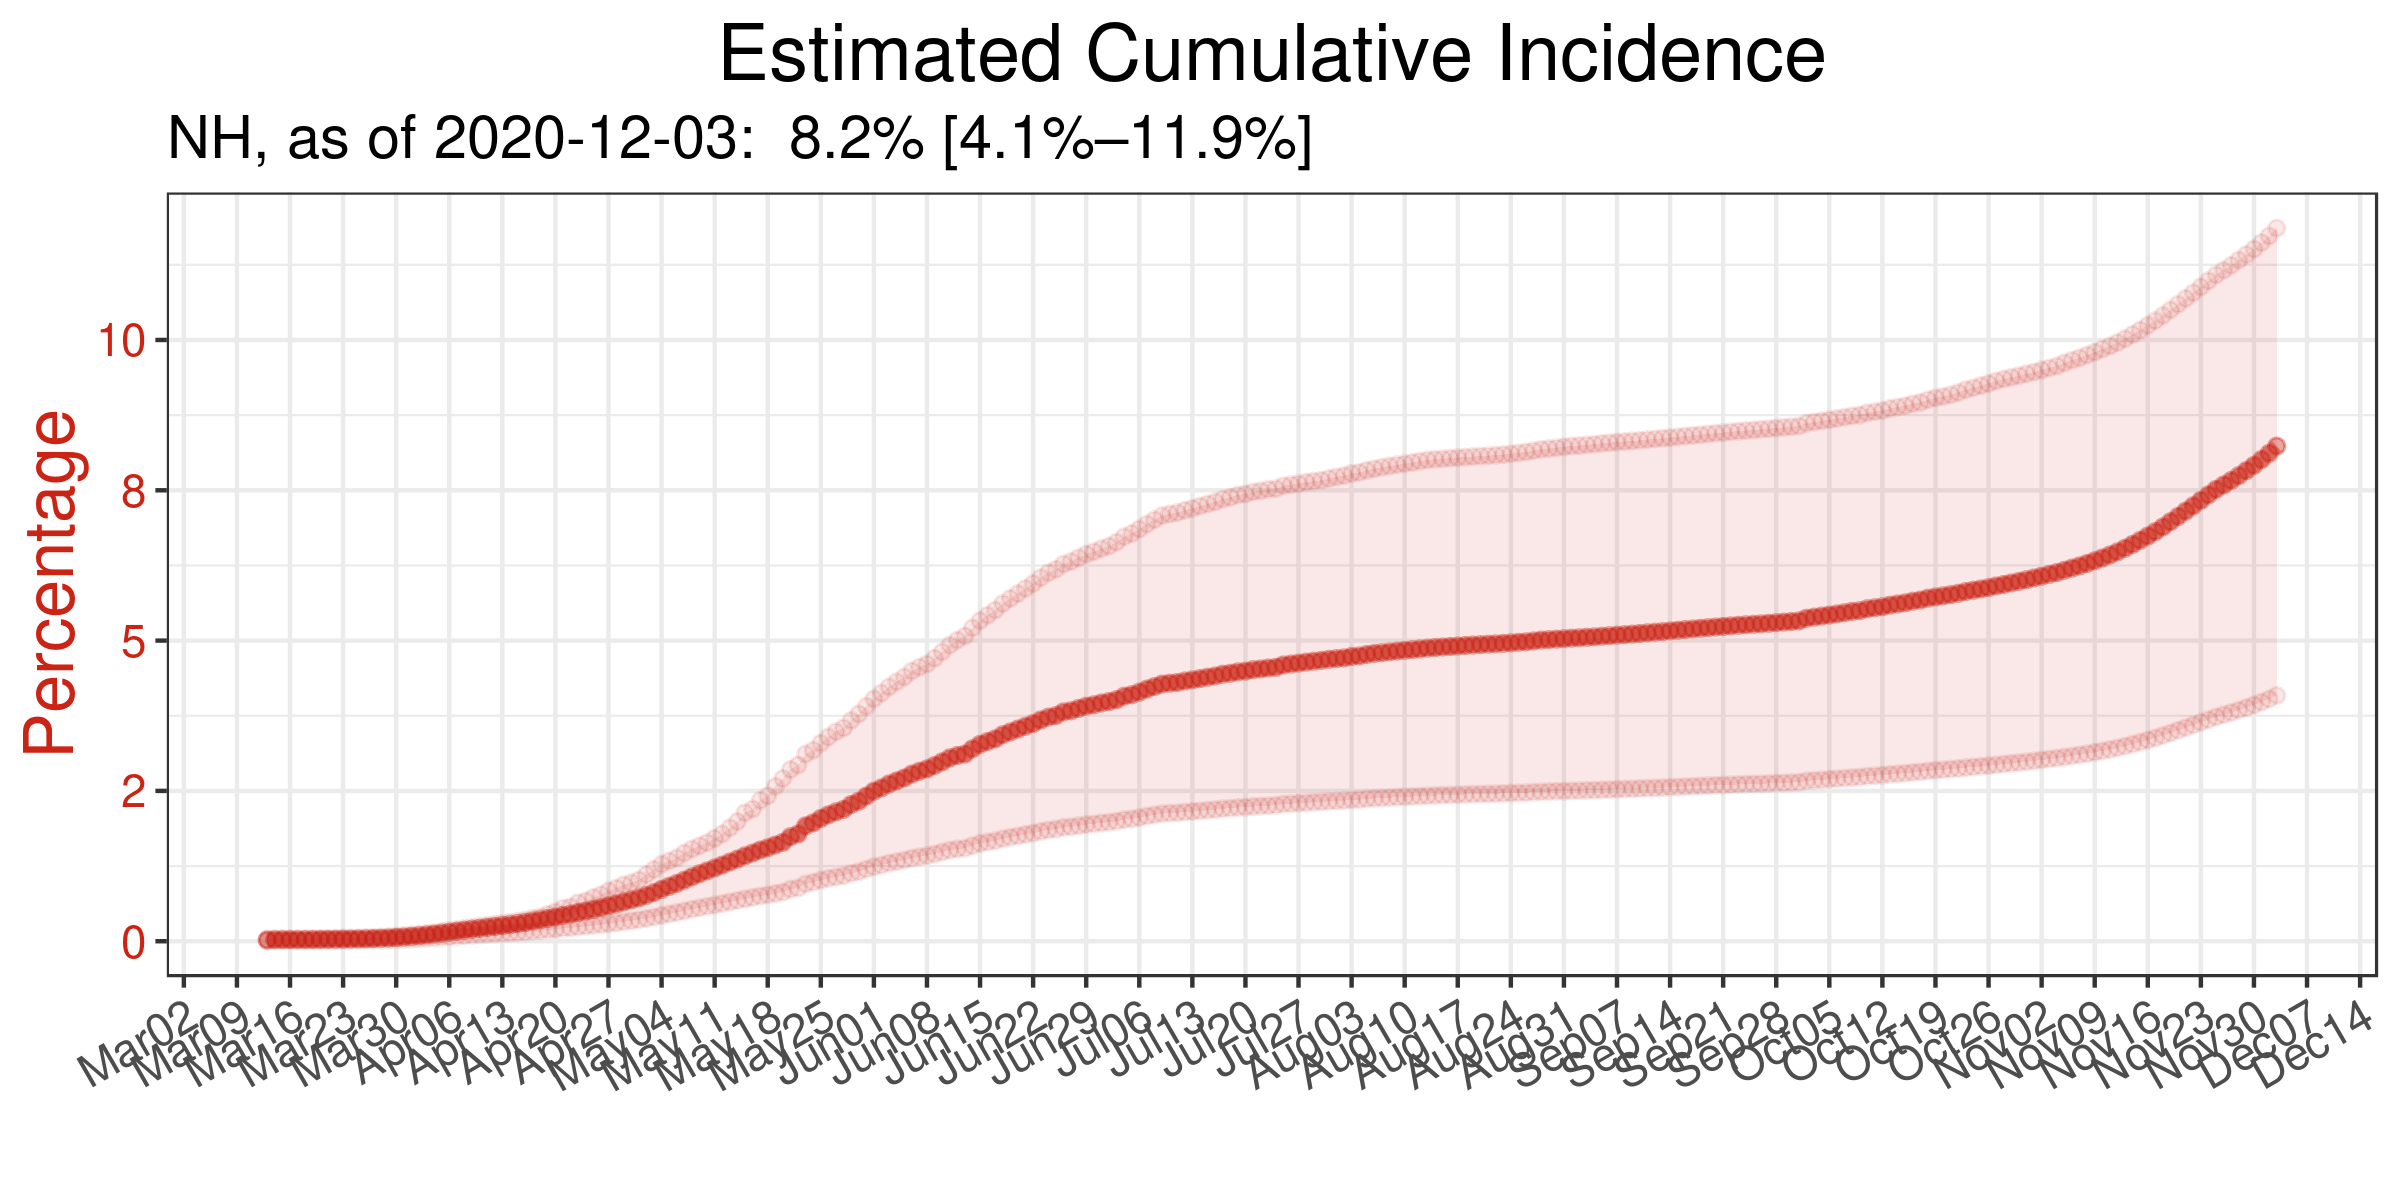 Estimated Cumulative Incidence
NH, as of 2020-12-03:  8.2% [4.1%–11.9%]
Percentage
10
8
5
2
0
Mar02
Mar09
Mar16
Mar23
Mar30
Apr06
Apr13
Apr20
Apr27
May04
May11
May18
May25
Jun01
Jun08
Jun15
Jun22
Jun29
Jul06
Jul13
Jul20
Jul27
Aug03
Aug10
Aug17
Aug24
Aug31
Sep07
Sep14
Sep21
Sep28
Oct05
Oct12
Oct19
Oct26
Nov02
Nov09
Nov16
Nov23
Nov30
Dec07
Dec14